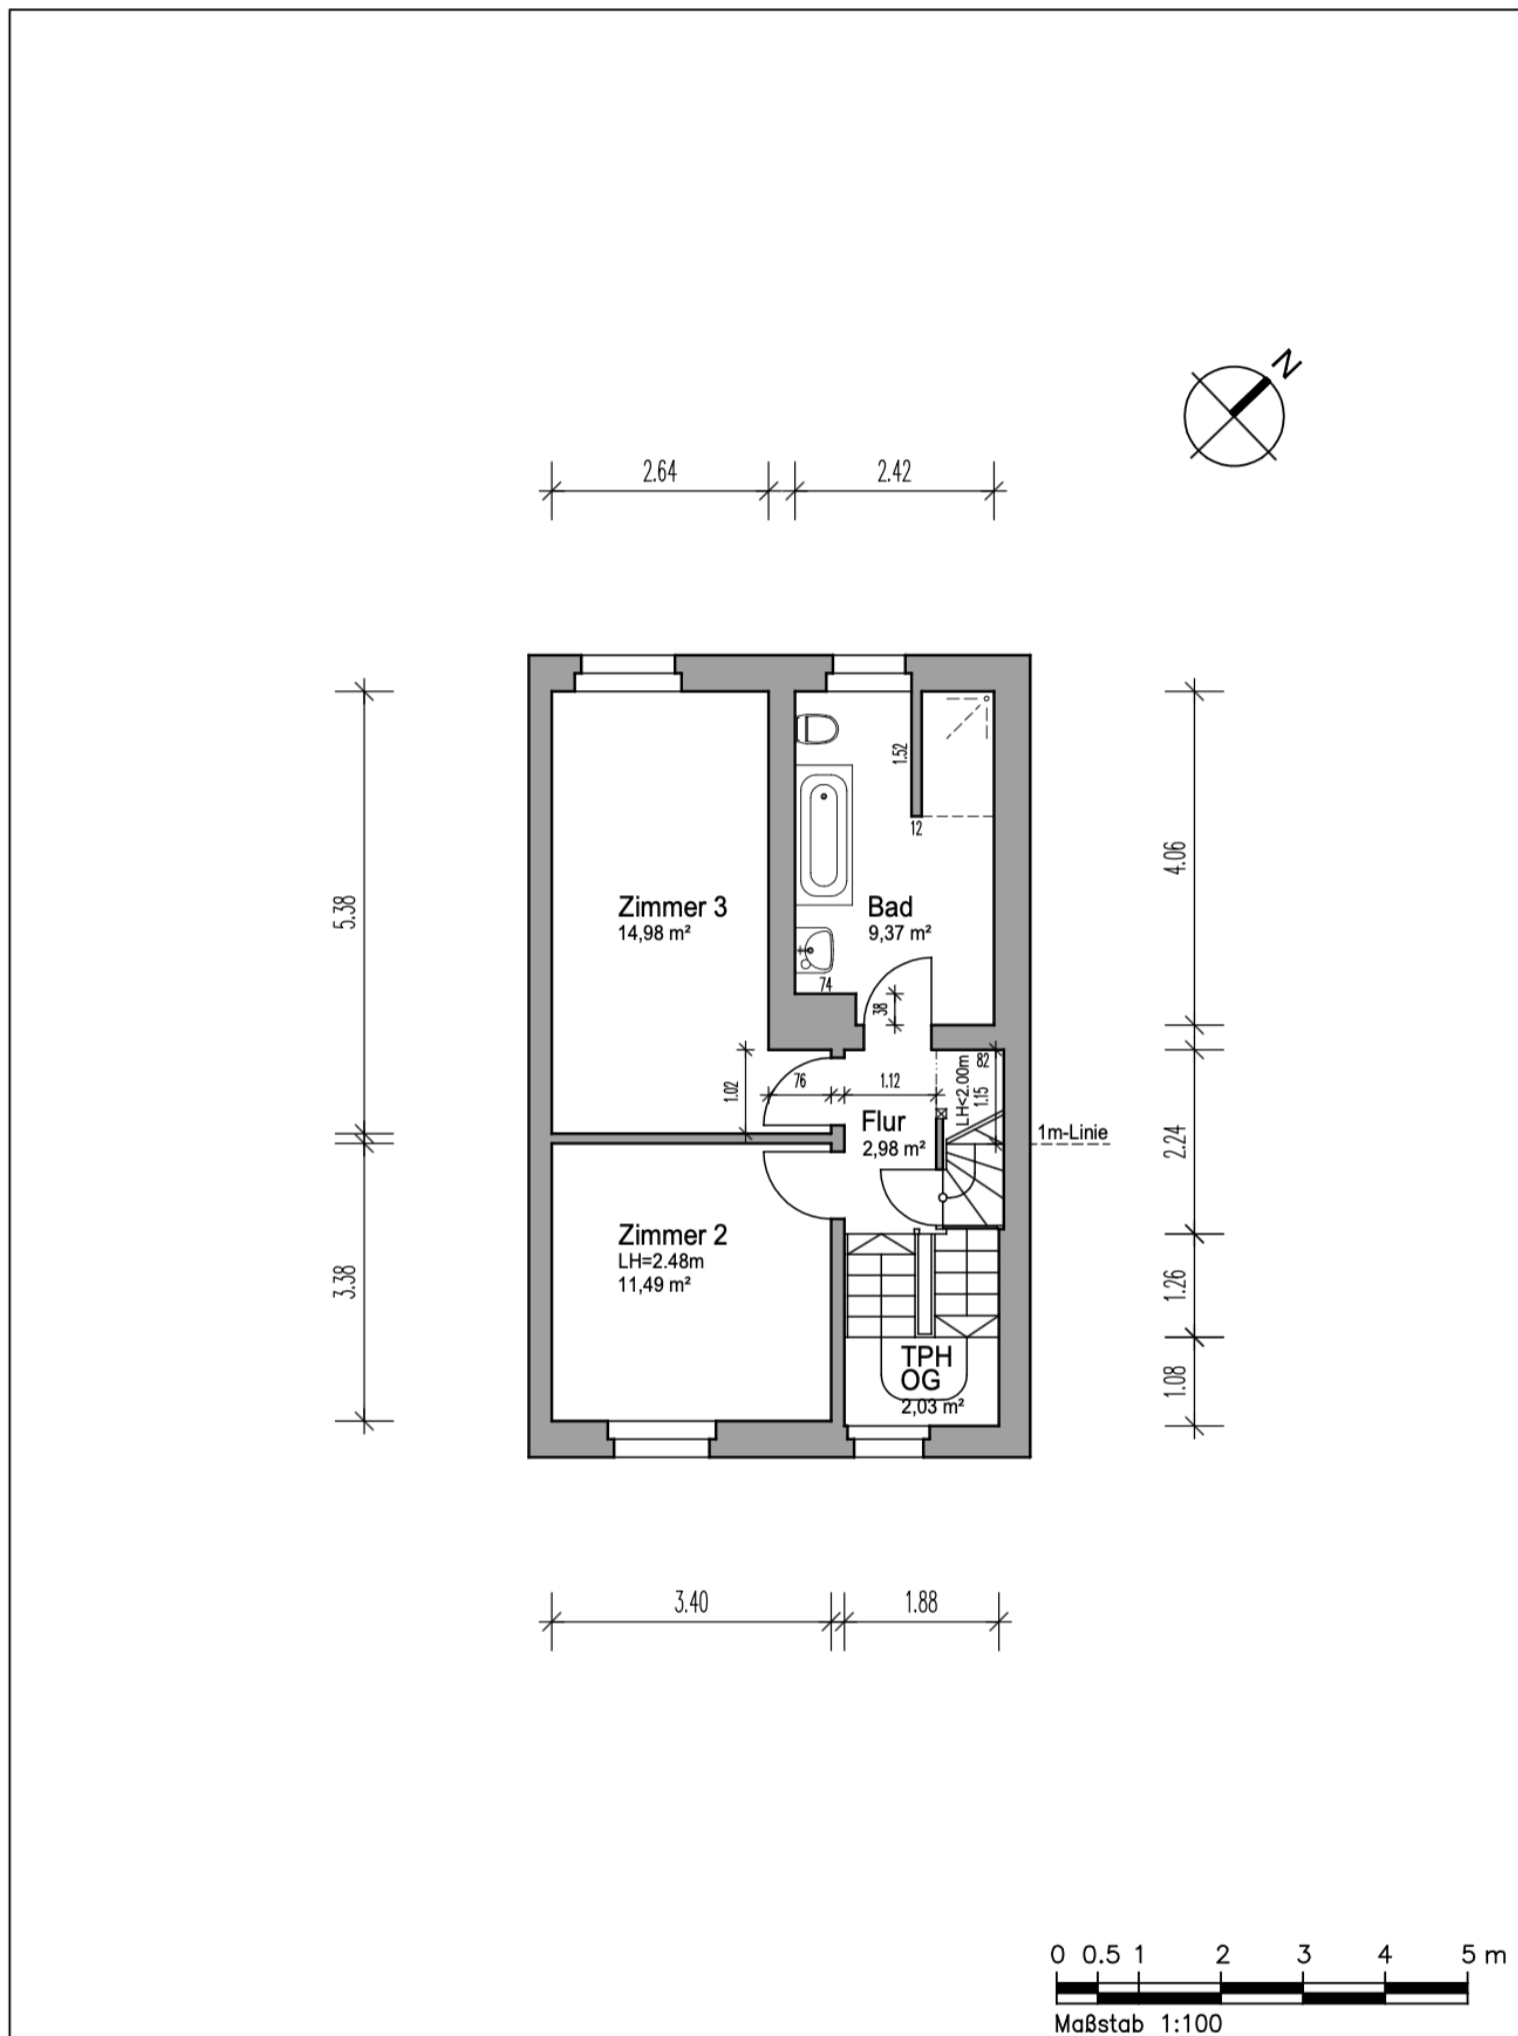 N
2.64
2.42
1.52
12
4.06
5.38
Zimmer 3
14,98 m²
Bad
9,37 m²
74
38
1.02
76
1.12
LH<2.00m
82
1.15
Flur
2,98 m²
1m-Linie
2.24
Zimmer 2
LH=2.48m
11,49 m²
3.38
1.26
TPH
OG
2,03 m²
1.08
3.40
1.88
0 0.5 1 2 3 4 5 m
Maßstab 1:100